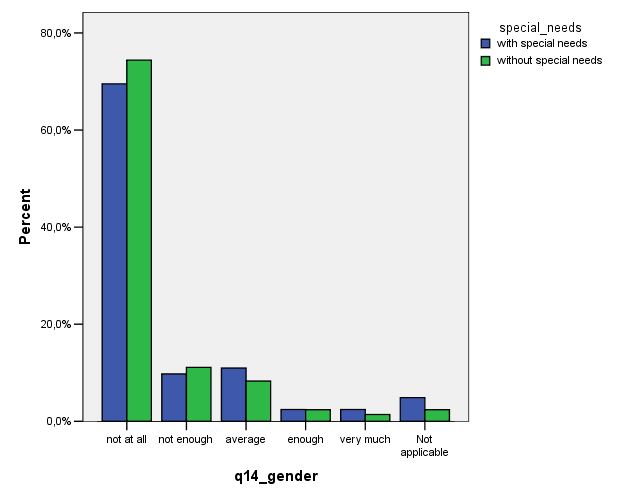 80,0%
60,0%
40,0%
20,0%
0,0%
Percent
not at all
not enough
average
enough
very much
Not
applicable
q14_gender
special_needs
with special needs
without special needs